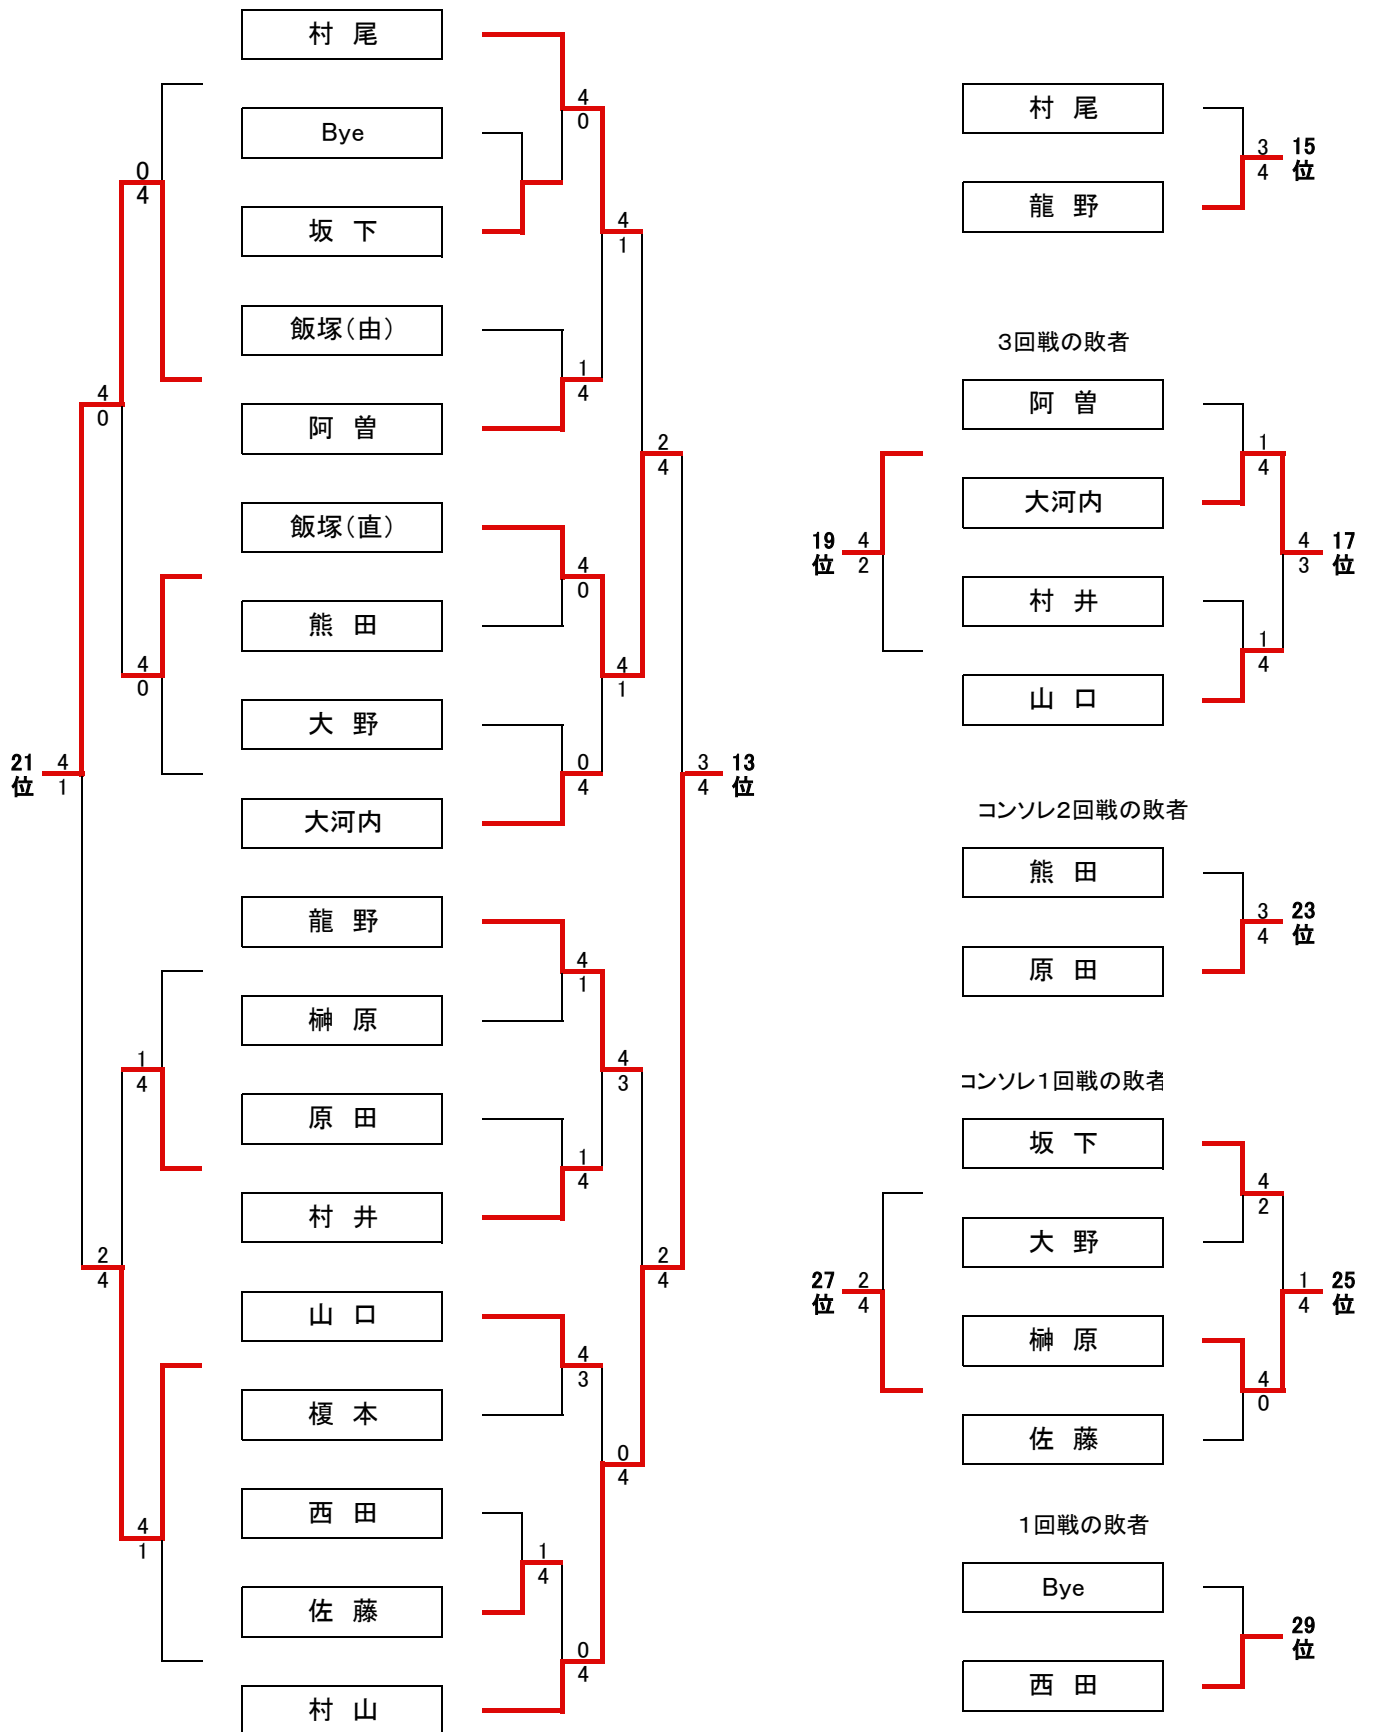 村 尾
Bye
坂 下
飯塚(由)
阿 曽
飯塚(直)
熊 田
大 野
大河内
龍 野
榊 原
原 田
村 井
山 口
榎 本
西 田
佐 藤
村 山
4
0
4
1
1
4
2
4
4
0
4
1
0
4
3
4
13
位
4
1
4
3
1
4
2
4
4
3
0
4
1
4
0
4
0
4
4
0
4
0
21
位
4
1
1
4
2
4
4
1
村 尾
龍 野
3
4
15
位
3回戦の敗者
阿 曽
大河内
村 井
山 口
1
4
4
3
17
位
1
4
19
位
4
2
コンソレ2回戦の敗者
熊 田
原 田
3
4
23
位
コンソレ1回戦の敗者
坂 下
大 野
榊 原
佐 藤
4
2
1
4
25
位
4
0
27
位
2
4
1回戦の敗者
Bye
西 田
29
位